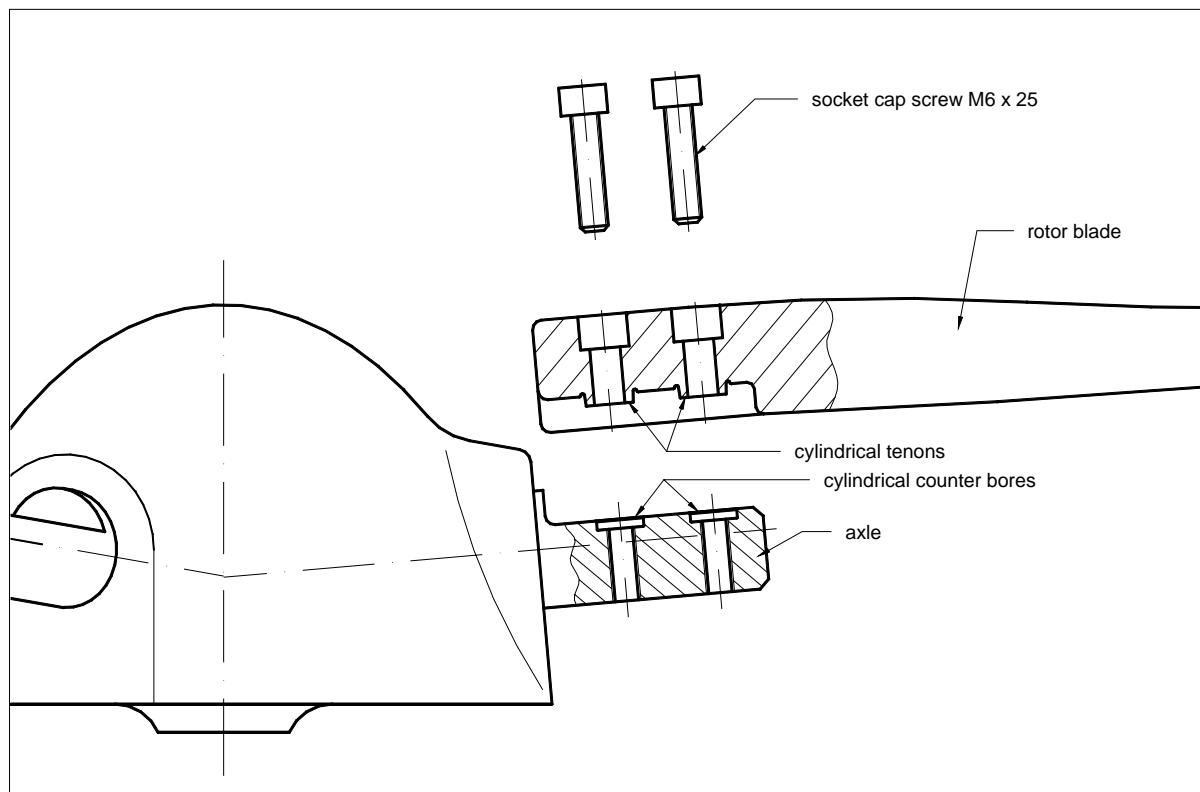 socket cap screw M6 x 25
rotor blade
cylindrical tenons
cylindrical counter bores
axle